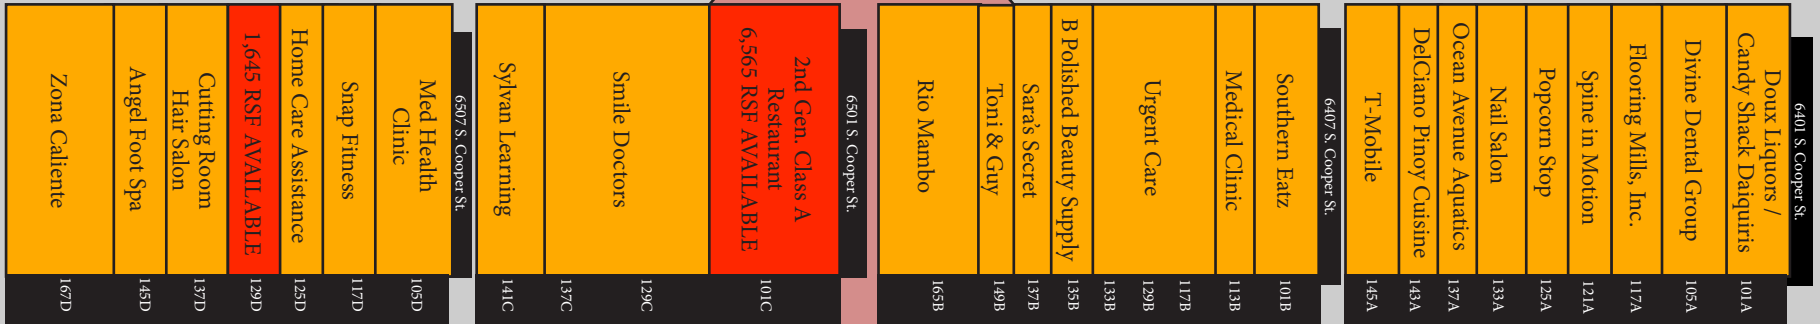 Zona Caliente
167D
Angel Foot Spa
145D
Cutting Room
Hair Salon
137D
1,645 RSF AVAILABLE
129D
Home Care Assistance
125D
Snap Fitness
117D
Med Health
Clinic
105D
6507 S. Cooper St.
Sylvan Learning
141C
Smile Doctors
137C
129C
2nd Gen. Class A
Restaurant
6,565 RSF AVAILABLE
101C
6501 S. Cooper St.
Rio Mambo
165B
Toni & Guy
149B
Sara's Secret
137B
B Polished Beauty Supply
135B
Urgent Care
133B
129B
117B
Medical Clinic
113B
Southern Eatz
101B
6407 S. Cooper St.
T-Mobile
145A
DelCiano Pinoy Cuisine
143A
Ocean Avenue Aquatics
137A
Nail Salon
133A
Popcorn Stop
125A
Spine in Motion
121A
Flooring Mills, Inc.
117A
Divine Dental Group
105A
Doux Liquors /
Candy Shack Daiquiris
101A
6401 S. Cooper St.